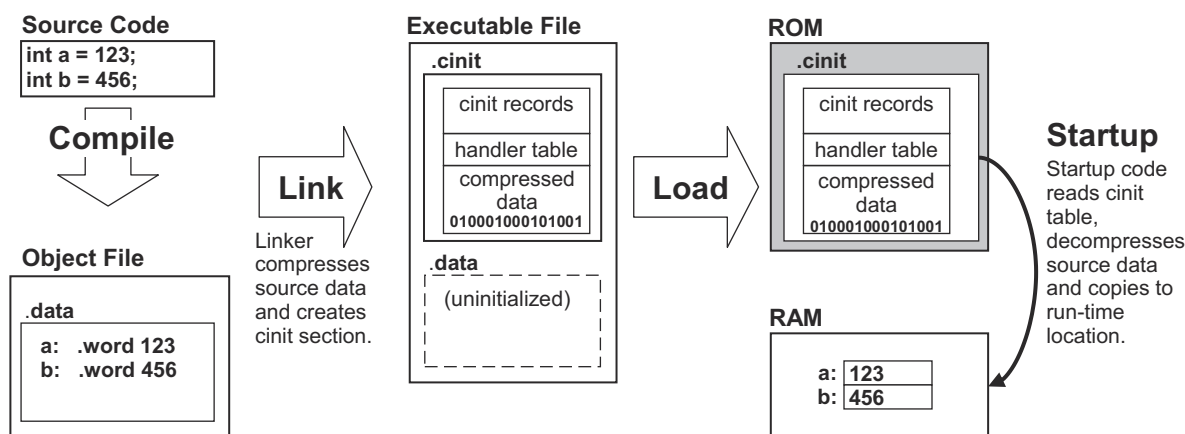 Source Code
int a = 123;
int b = 456;
Compile
Object File
.data
a: .word 123
b: .word 456
Link
Linker
compresses
source data
and creates
cinit section.
Executable File
.cinit
cinit records
handler table
compressed
data
010001000101001
.data
(uninitialized)
Load
ROM
.cinit
cinit records
handler table
compressed
data
010001000101001
RAM
a: 123
b: 456
Startup
Startup code
reads cinit
table,
decompresses
source data
and copies to
run-time
location.